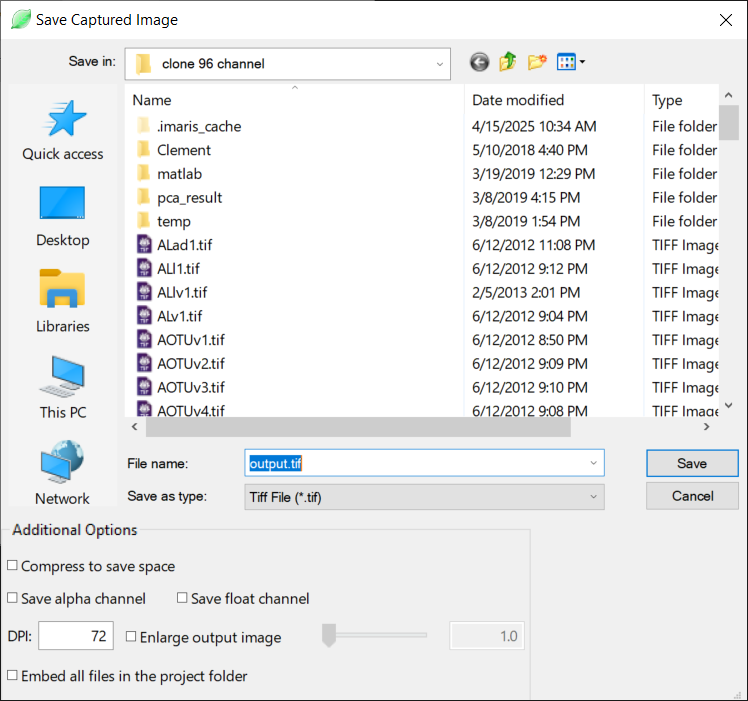 Save Captured Image
Save in: clone 96 channel
Name Date modified Type
.imaris_cache 4/15/2025 10:34 AM File folder
Clement 5/10/2018 4:40 PM File folder
matlab 3/19/2019 12:29 PM File folder
pca_result 3/8/2019 4:15 PM File folder
temp 3/8/2019 1:54 PM File folder
ALad1.tif 6/12/2012 11:08 PM TIFF Image
ALI1.tif 6/12/2012 9:12 PM TIFF Image
ALIv1.tif 2/5/2013 2:01 PM TIFF Image
ALv1.tif 6/12/2012 9:04 PM TIFF Image
AOTUv1.tif 6/12/2012 8:50 PM TIFF Image
AOTUv2.tif 6/12/2012 9:09 PM TIFF Image
AOTUv3.tif 6/12/2012 9:10 PM TIFF Image
AOTUv4.tif 6/12/2012 9:08 PM TIFF Image
Quick access
Desktop
Libraries
This PC
Network
File name: output.tif Save
Save as type: Tiff File (*.tif) Cancel
Additional Options
Compress to save space
Save alpha channel Save float channel
DPI: 72 Enlarge output image 1.0
Embed all files in the project folder